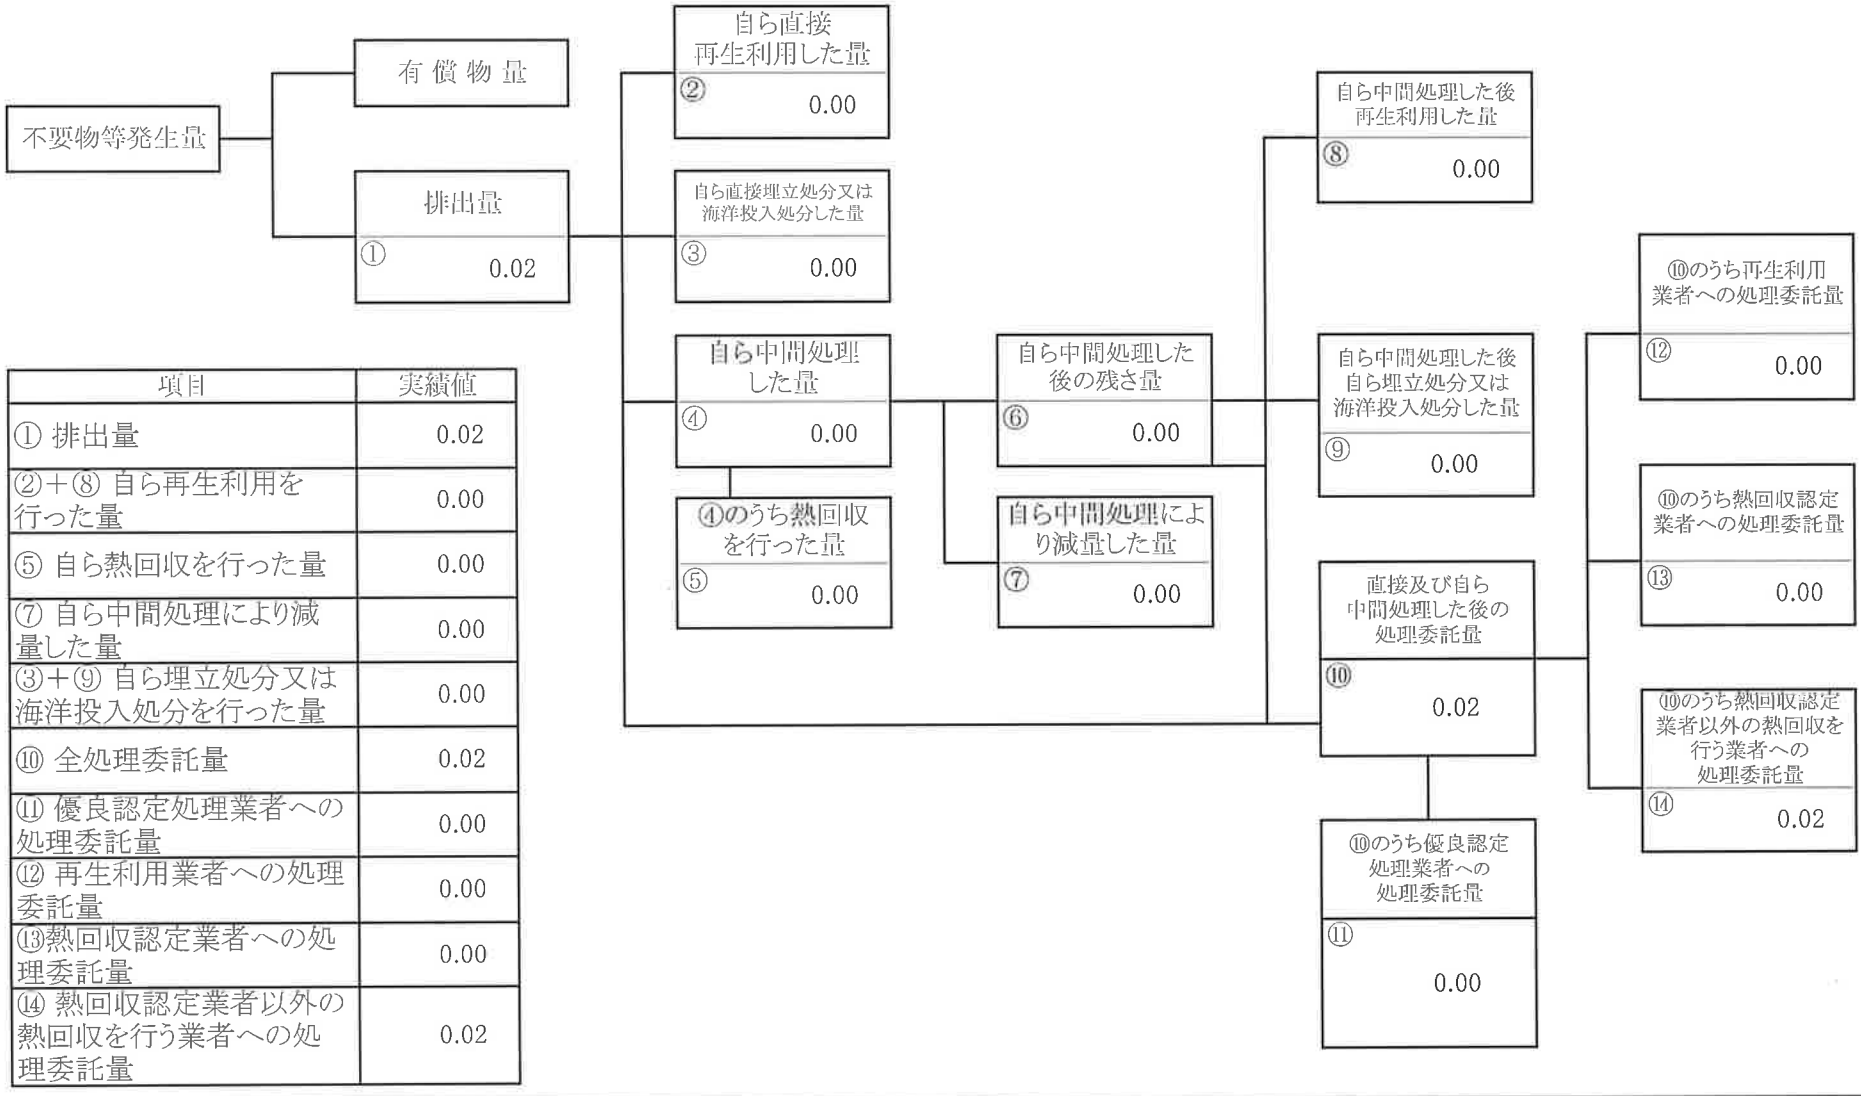 不要物等発生量
有償物量
排出量
①
0.02
自ら直接
再生利用した量
②
0.00
自ら直接埋立処分又は
海洋投入処分した量
③
0.00
自ら中間処理
した量
④
0.00
④のうち熱回収
を行った量
⑤
0.00
自ら中間処理した
後の残さ量
⑥
0.00
自ら中間処理によ
り減量した量
⑦
0.00
自ら中間処理した後
再生利用した量
⑧
0.00
自ら中間処理した後
自ら埋立処分又は
海洋投入処分した量
⑨
0.00
直接及び自ら
中間処理した後の
処理委託量
⑩
0.02
⑩のうち優良認定
処理業者への
処理委託量
⑪
0.00
⑩のうち再生利用
業者への処理委託量
⑫
0.00
⑩のうち熱回収認定
業者への処理委託量
⑬
0.00
⑩のうち熱回収認定
業者以外の熱回収を
行う業者への
処理委託量
⑭
0.02
項目 実績値
① 排出量 0.02
②＋⑧ 自ら再生利用を
行った量 0.00
⑤ 自ら熱回収を行った量 0.00
⑦ 自ら中間処理により減
量した量 0.00
③＋⑨ 自ら埋立処分又は
海洋投入処分を行った量 0.00
⑩ 全処理委託量 0.02
⑪ 優良認定処理業者への
処理委託量 0.00
⑫ 再生利用業者への処理
委託量 0.00
⑬熱回収認定業者への処
理委託量 0.00
⑭ 熱回収認定業者以外の
熱回収を行う業者への処
理委託量 0.02